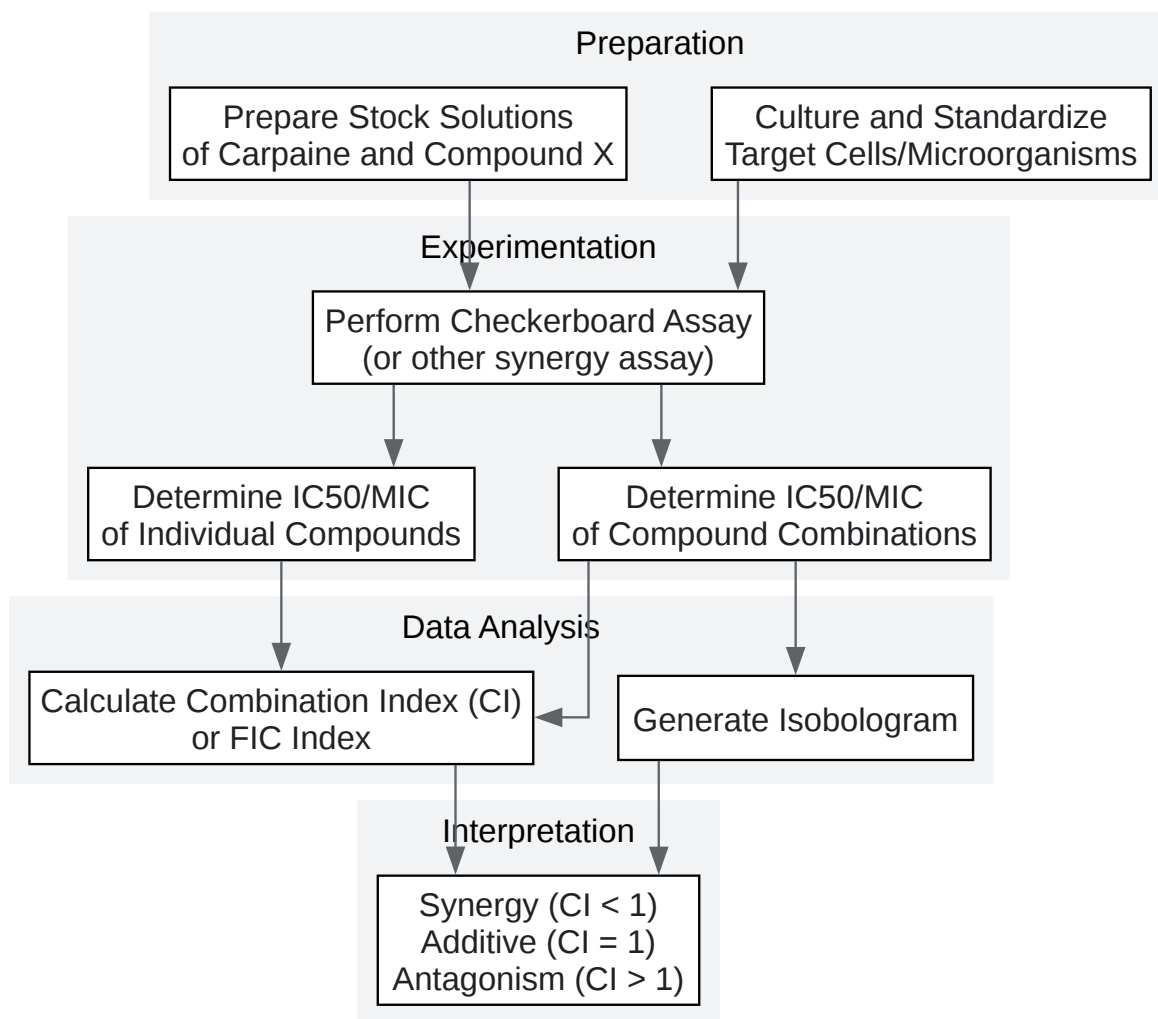 Preparation
Prepare Stock Solutions
of Carpaine and Compound X
Culture and Standardize
Target Cells/Microorganisms
Experimentation
Perform Checkerboard Assay
(or other synergy assay)
Determine IC50/MIC
of Individual Compounds
Determine IC50/MIC
of Compound Combinations
Data Analysis
Calculate Combination Index (CI)
or FIC Index
Generate Isobologram
Interpretation
Synergy (CI < 1)
Additive (CI = 1)
Antagonism (CI > 1)